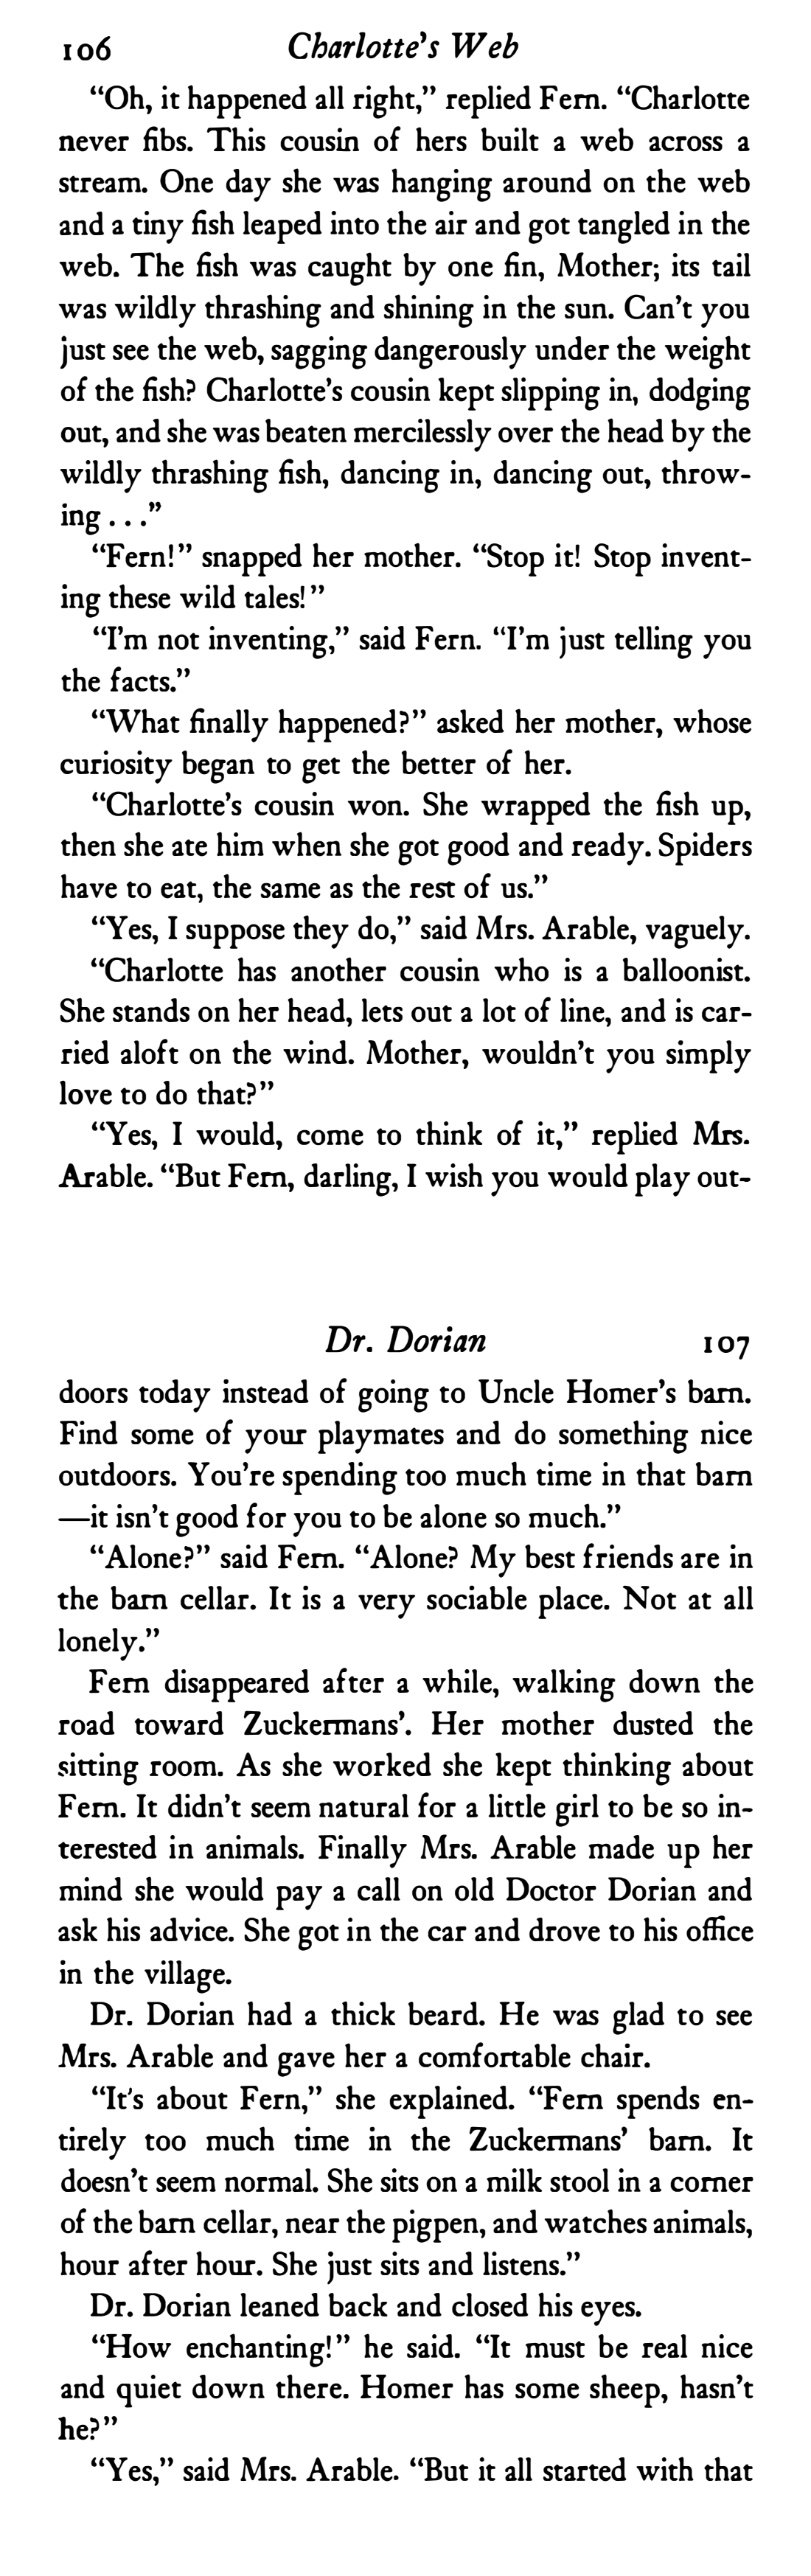 106 Charlotte's Web
“Oh, it happened all right,” replied Fern. “Charlotte
never fibs. This cousin of hers built a web across a
stream. One day she was hanging around on the web
and a tiny fish leaped into the air and got tangled in the
web. The fish was caught by one fin, Mother; its tail
was wildly thrashing and shining in the sun. Can't you
just see the web, sagging dangerously under the weight
of the fish? Charlotte's cousin kept slipping in, dodging
out, and she was beaten mercilessly over the head by the
wildly thrashing fish, dancing in, dancing out, throw-
ing . . .”
“Fern!” snapped her mother. “Stop it! Stop invent-
ing these wild tales!”
“I'm not inventing,” said Fern. “I'm just telling you
the facts.”
“What finally happened?” asked her mother, whose
curiosity began to get the better of her.
“Charlotte's cousin won. She wrapped the fish up,
then she ate him when she got good and ready. Spiders
have to eat, the same as the rest of us.”
“Yes, I suppose they do,” said Mrs. Arable, vaguely.
“Charlotte has another cousin who is a balloonist.
She stands on her head, lets out a lot of line, and is car-
ried aloft on the wind. Mother, wouldn't you simply
love to do that?”
“Yes, I would, come to think of it,” replied Mrs.
Arable. “But Fern, darling, I wish you would play out-
Dr. Dorian 107
doors today instead of going to Uncle Homer's barn.
Find some of your playmates and do something nice
outdoors. You're spending too much time in that barn
—it isn't good for you to be alone so much.”
“Alone?” said Fern. “Alone? My best friends are in
the barn cellar. It is a very sociable place. Not at all
lonely.”
Fern disappeared after a while, walking down the
road toward Zuckermans'. Her mother dusted the
sitting room. As she worked she kept thinking about
Fern. It didn't seem natural for a little girl to be so in-
terested in animals. Finally Mrs. Arable made up her
mind she would pay a call on old Doctor Dorian and
ask his advice. She got in the car and drove to his office
in the village.
Dr. Dorian had a thick beard. He was glad to see
Mrs. Arable and gave her a comfortable chair.
“It's about Fern,” she explained. “Fern spends en-
tirely too much time in the Zuckermans' barn. It
doesn't seem normal. She sits on a milk stool in a corner
of the barn cellar, near the pigpen, and watches animals,
hour after hour. She just sits and listens.”
Dr. Dorian leaned back and closed his eyes.
“How enchanting!” he said. “It must be real nice
and quiet down there. Homer has some sheep, hasn't
he?”
“Yes,” said Mrs. Arable. “But it all started with that